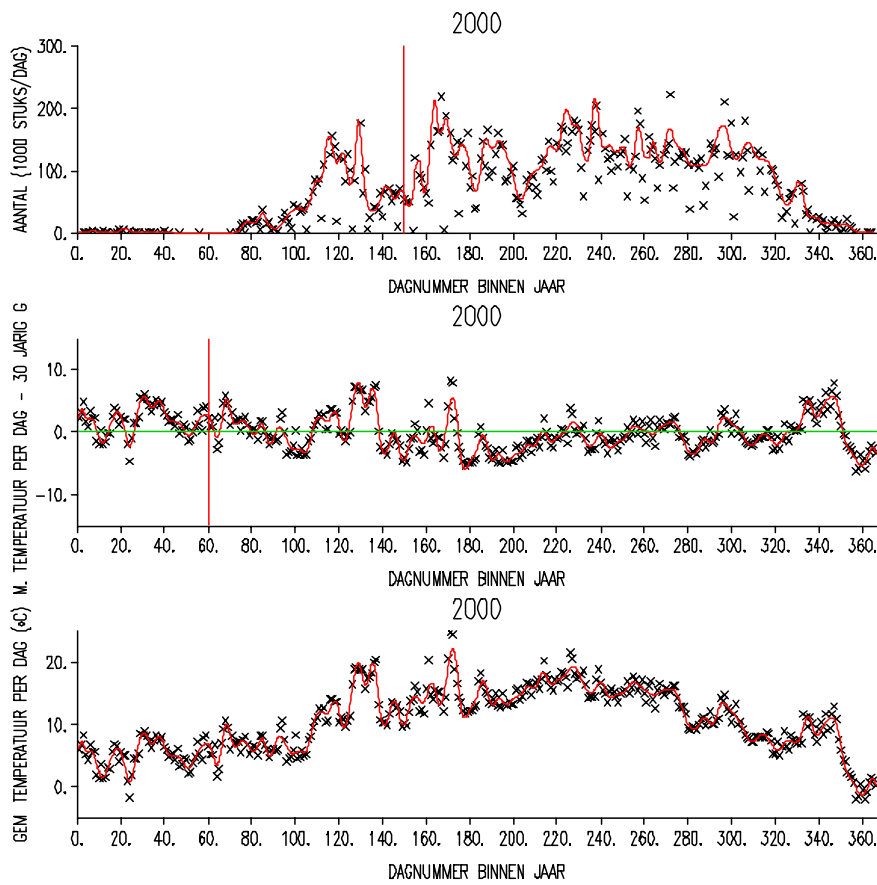 2000
AANTAL (1000 STUKS/DAG)
300.
200.
100.
0.
0. 20. 40. 60. 80. 100. 120. 140. 160. 180. 200. 220. 240. 260. 280. 300. 320. 340. 360.
DAGNUMMER BINNEN JAAR
2000
M. TEMPERATUUR PER DAG - 30 JARIG G
10.
0.
-10.
0. 20. 40. 60. 80. 100. 120. 140. 160. 180. 200. 220. 240. 260. 280. 300. 320. 340. 360.
DAGNUMMER BINNEN JAAR
2000
GEM TEMPERATUUR PER DAG (°C)
20.
10.
0.
0. 20. 40. 60. 80. 100. 120. 140. 160. 180. 200. 220. 240. 260. 280. 300. 320. 340. 360.
DAGNUMMER BINNEN JAAR